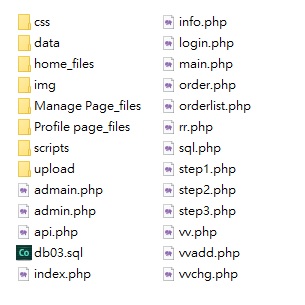 css
data
home_files
img
Manage Page_files
Profile page_files
scripts
upload
admain.php
admin.php
api.php
Co db03.sql
index.php
info.php
login.php
main.php
order.php
orderlist.php
rr.php
sql.php
step1.php
step2.php
step3.php
vv.php
vvadd.php
vvchg.php